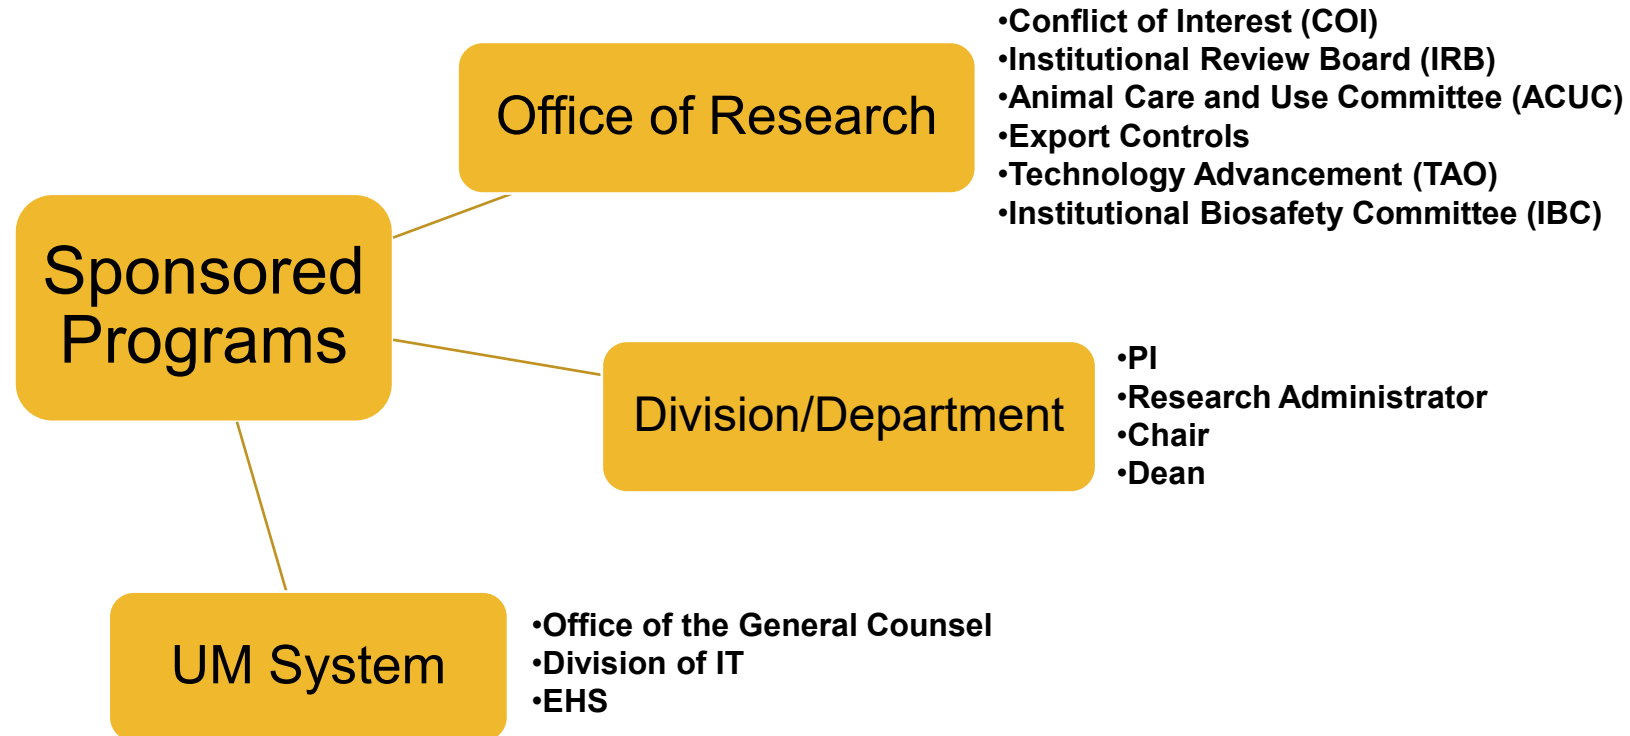 Sponsored
Programs
Office of Research
•Conflict of Interest (COI)
•Institutional Review Board (IRB)
•Animal Care and Use Committee (ACUC)
•Export Controls
•Technology Advancement (TAO)
•Institutional Biosafety Committee (IBC)
Division/Department
•PI
•Research Administrator
•Chair
•Dean
UM System
•Office of the General Counsel
•Division of IT
•EHS